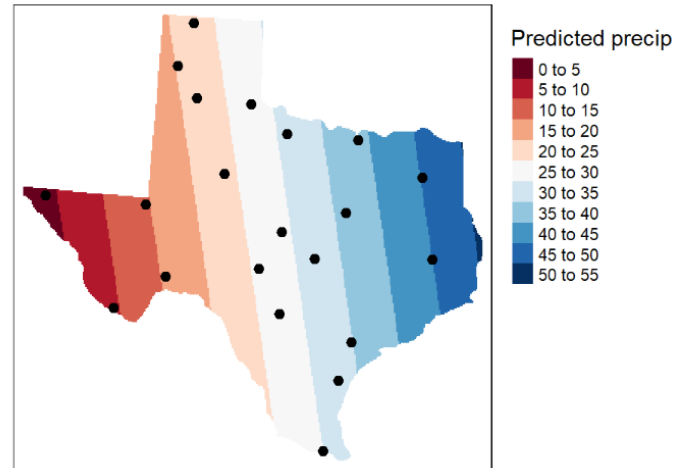 Predicted precip
0 to 5
5 to 10
10 to 15
15 to 20
20 to 25
25 to 30
30 to 35
35 to 40
40 to 45
45 to 50
50 to 55